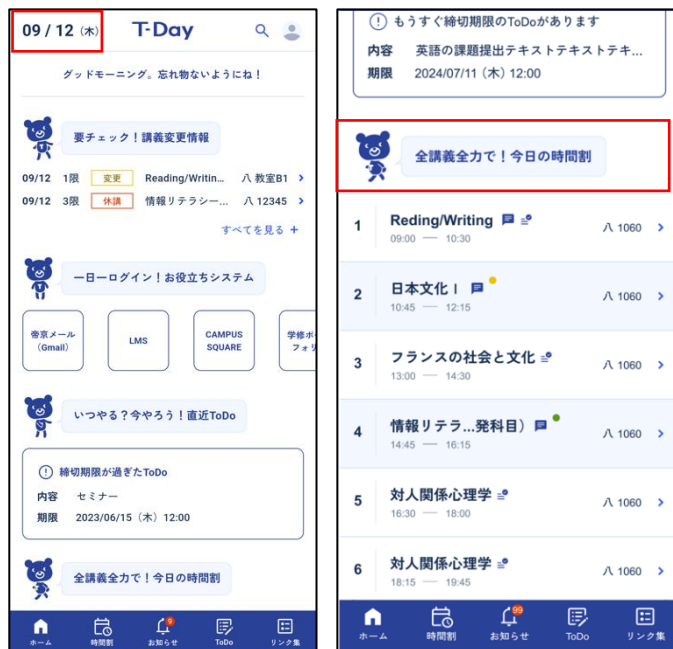 09 / 12 (木) T-Day
グッドモーニング。忘れ物ないようにね！
要チェック！講義変更情報
09/12 1限 変更 Reading/Writin... 八 教室B1
09/12 3限 休講 情報リテラシー... 八 12345
すべてを見る +
一日一ログイン！お役立ちシステム
帝京メール
（Gmail）
LMS
CAMPUS
SQUARE
学修ポ
フォリ
いつやる？今やろう！直近ToDo
締切期限が過ぎたToDo
内容 セミナー
期限 2023/06/15（木）12:00
全講義全力で！今日の時間割
ホーム 時間割 9 お知らせ ToDo リンク集
もうすぐ締切期限のToDoがあります
内容 英語の課題提出テキストテキストテキ...
期限 2024/07/11（木）12:00
全講義全力で！今日の時間割
1 Reding/Writing 八 1060
09:00 — 10:30
2 日本文化Ⅰ 八 1060
10:45 — 12:15
3 フランスの社会と文化 八 1060
13:00 — 14:30
4 情報リテラ...発科目） 八 1060
14:45 — 16:15
5 対人関係心理学 八 1060
16:30 — 18:00
6 対人関係心理学 八 1060
18:15 — 19:45
ホーム 時間割 99 お知らせ ToDo リンク集